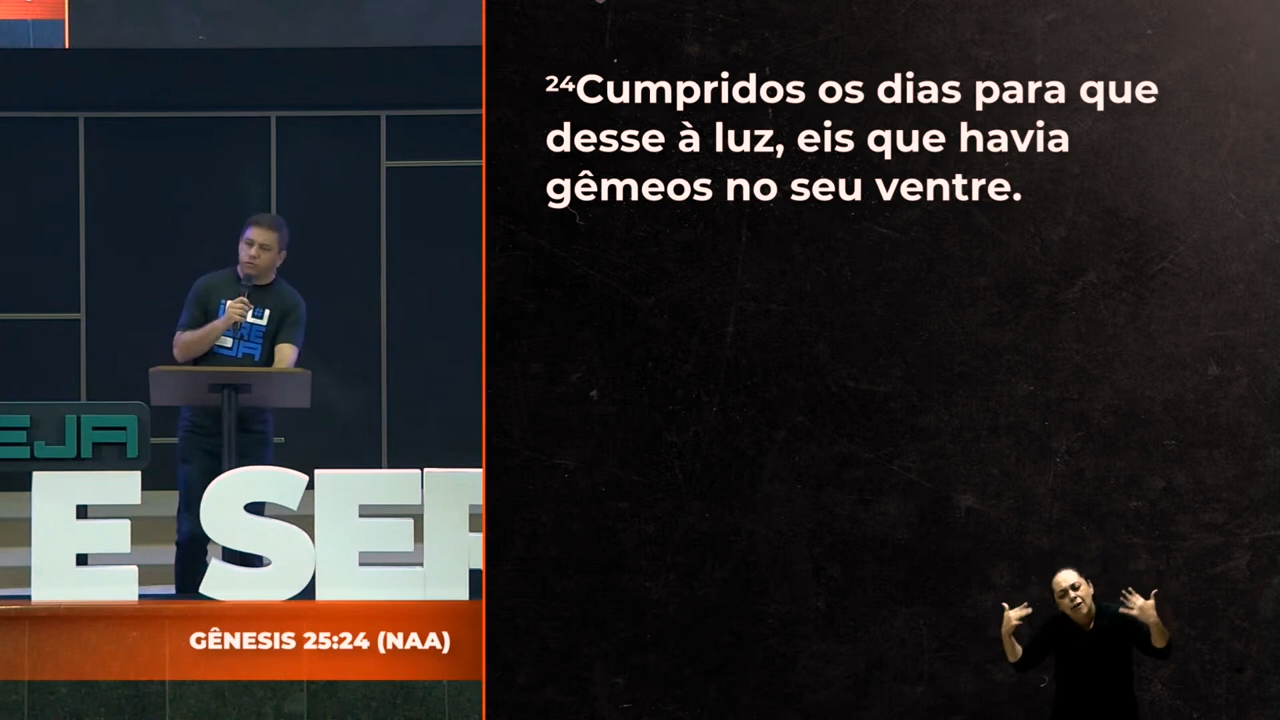 ²⁴Cumpridos os dias para que
desse à luz, eis que havia
gêmeos no seu ventre.
EJA
E SER
GÊNESIS 25:24 (NAA)